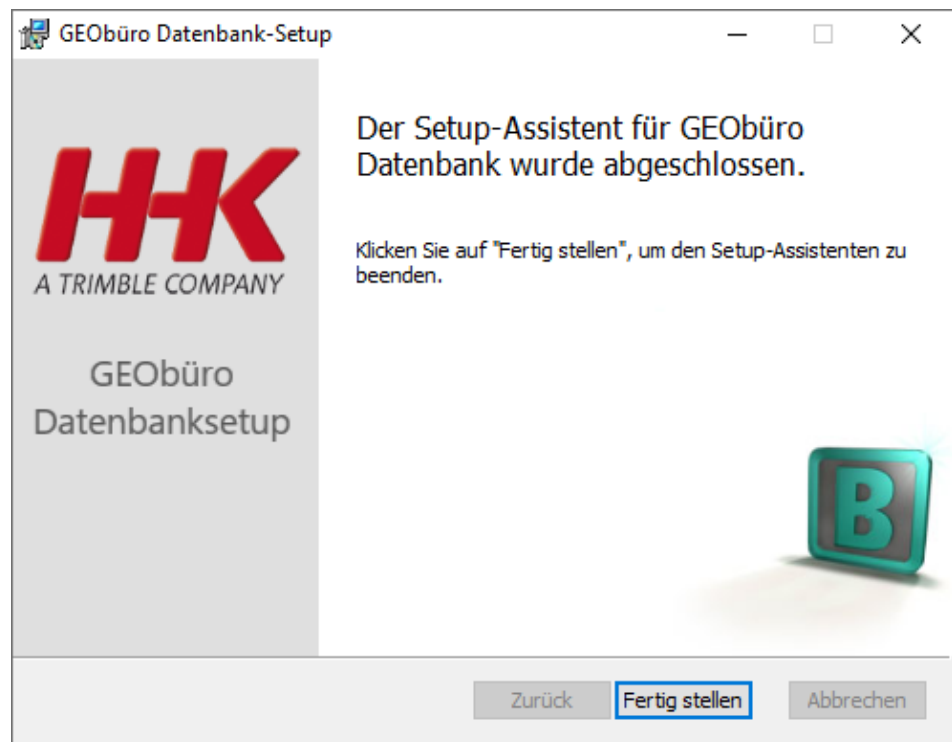 GEObüro Datenbank-Setup
HHK
A TRIMBLE COMPANY
GEObüro
Datenbanksetup
Der Setup-Assistent für GEObüro
Datenbank wurde abgeschlossen.
Klicken Sie auf "Fertig stellen", um den Setup-Assistenten zu
beenden.
B
Zurück Fertig stellen Abbrechen